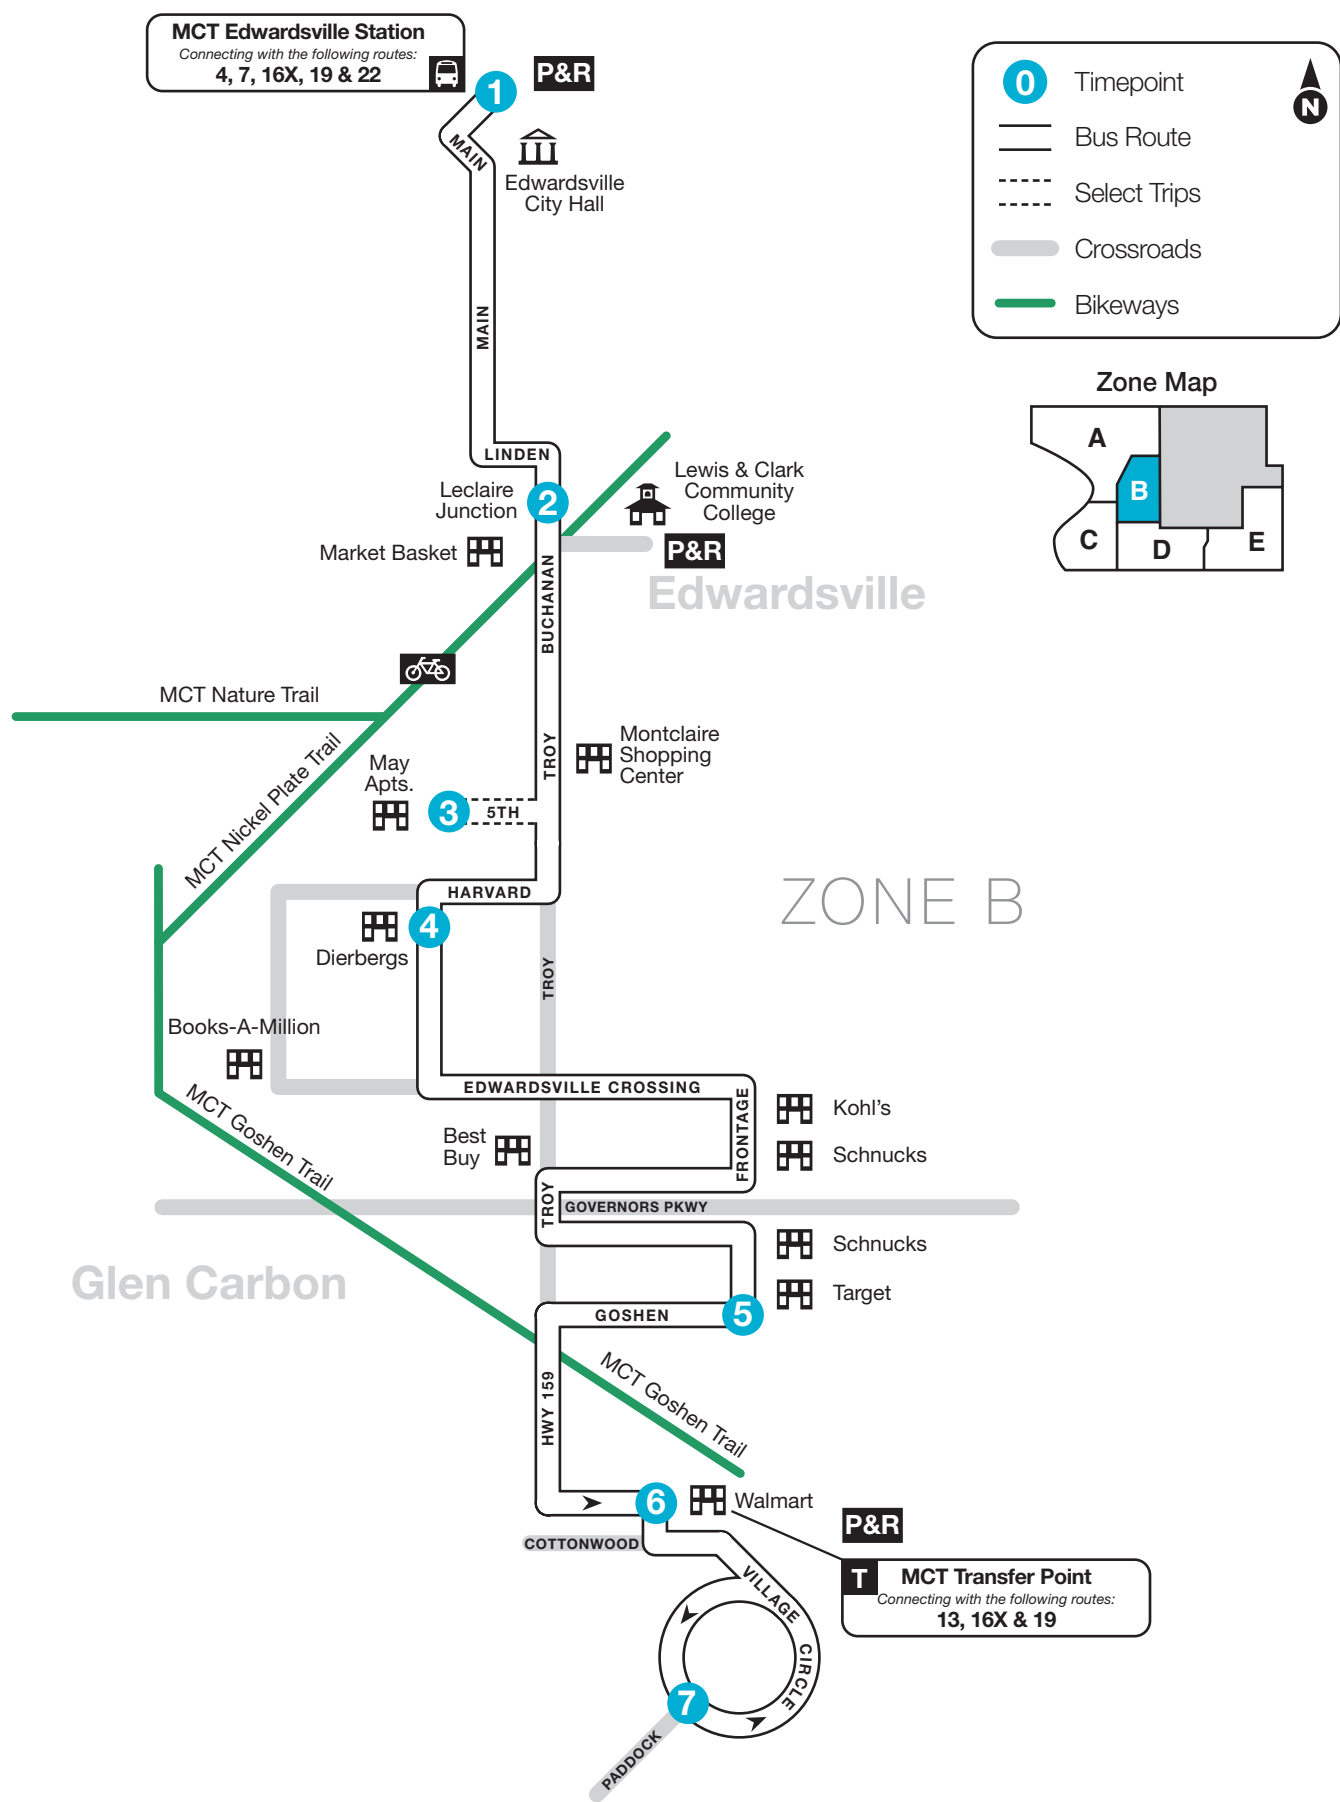 MCT Edwardsville Station
Connecting with the following routes:
4, 7, 16X, 19 & 22
1
P&R
MAIN
Edwardsville
City Hall
0
Timepoint
N
Bus Route
Select Trips
Crossroads
Bikeways
Zone Map
A
B
C
D
E
MAIN
LINDEN
Leclaire
Junction
2
Lewis & Clark
Community
College
Market Basket
P&R
BUCHANAN
Edwardsville
MCT Nature Trail
MCT Nickel Plate Trail
TROY
Montclaire
Shopping
Center
May
Apts.
3
5TH
HARVARD
ZONE B
4
Dierbergs
TROY
Books-A-Million
EDWARDSVILLE CROSSING
FRONTAGE
Kohl's
Schnucks
MCT Goshen Trail
Best
Buy
TROY
GOVERNORS PKWY
Schnucks
Glen Carbon
Target
GOSHEN
5
HWY 159
MCT Goshen Trail
6
Walmart
P&R
COTTONWOOD
T
MCT Transfer Point
Connecting with the following routes:
13, 16X & 19
VILLAGE CIRCLE
7
PADDOCK